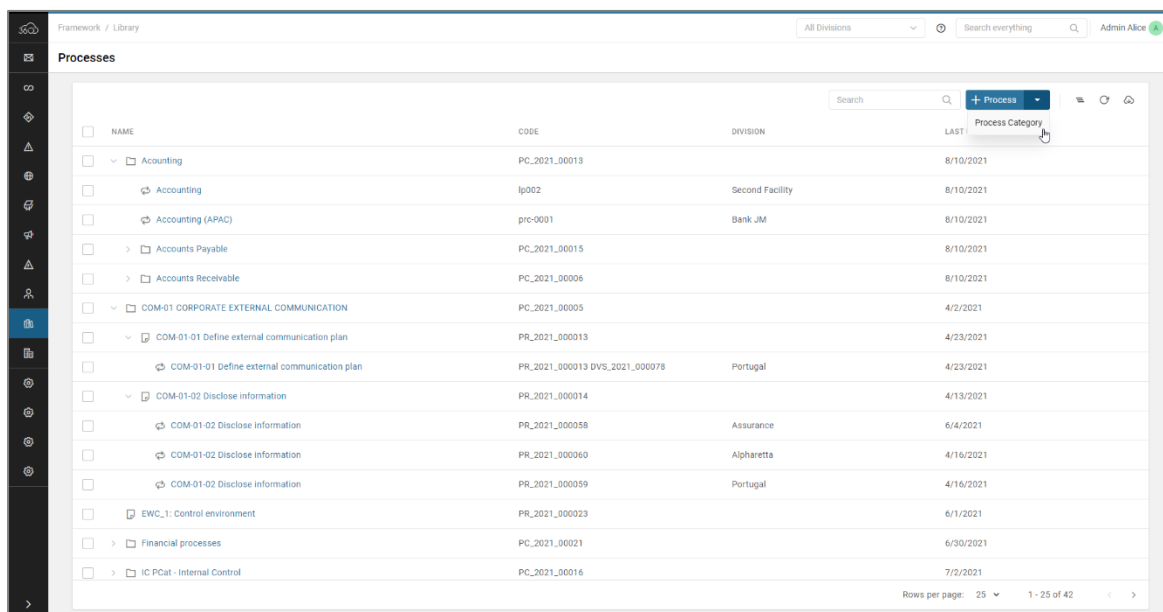 360
Framework / Library
All Divisions
Search everything
Admin Alice A
Processes
Search
+ Process
Process Category
NAME CODE DIVISION LAST
Acounting PC_2021_00013 8/10/2021
Accounting lp002 Second Facility 8/10/2021
Accounting (APAC) prc-0001 Bank JM 8/10/2021
Accounts Payable PC_2021_00015 8/10/2021
Accounts Receivable PC_2021_00006 8/10/2021
COM-01 CORPORATE EXTERNAL COMMUNICATION PC_2021_00005 4/2/2021
COM-01-01 Define external communication plan PR_2021_000013 4/23/2021
COM-01-01 Define external communication plan PR_2021_000013 DVS_2021_000078 Portugal 4/23/2021
COM-01-02 Disclose information PR_2021_000014 4/13/2021
COM-01-02 Disclose information PR_2021_000058 Assurance 6/4/2021
COM-01-02 Disclose information PR_2021_000060 Alpharetta 4/16/2021
COM-01-02 Disclose information PR_2021_000059 Portugal 4/16/2021
EWC_1: Control environment PR_2021_000023 6/1/2021
Financial processes PC_2021_00021 6/30/2021
IC PCat - Internal Control PC_2021_00016 7/2/2021
Rows per page: 25 1 - 25 of 42